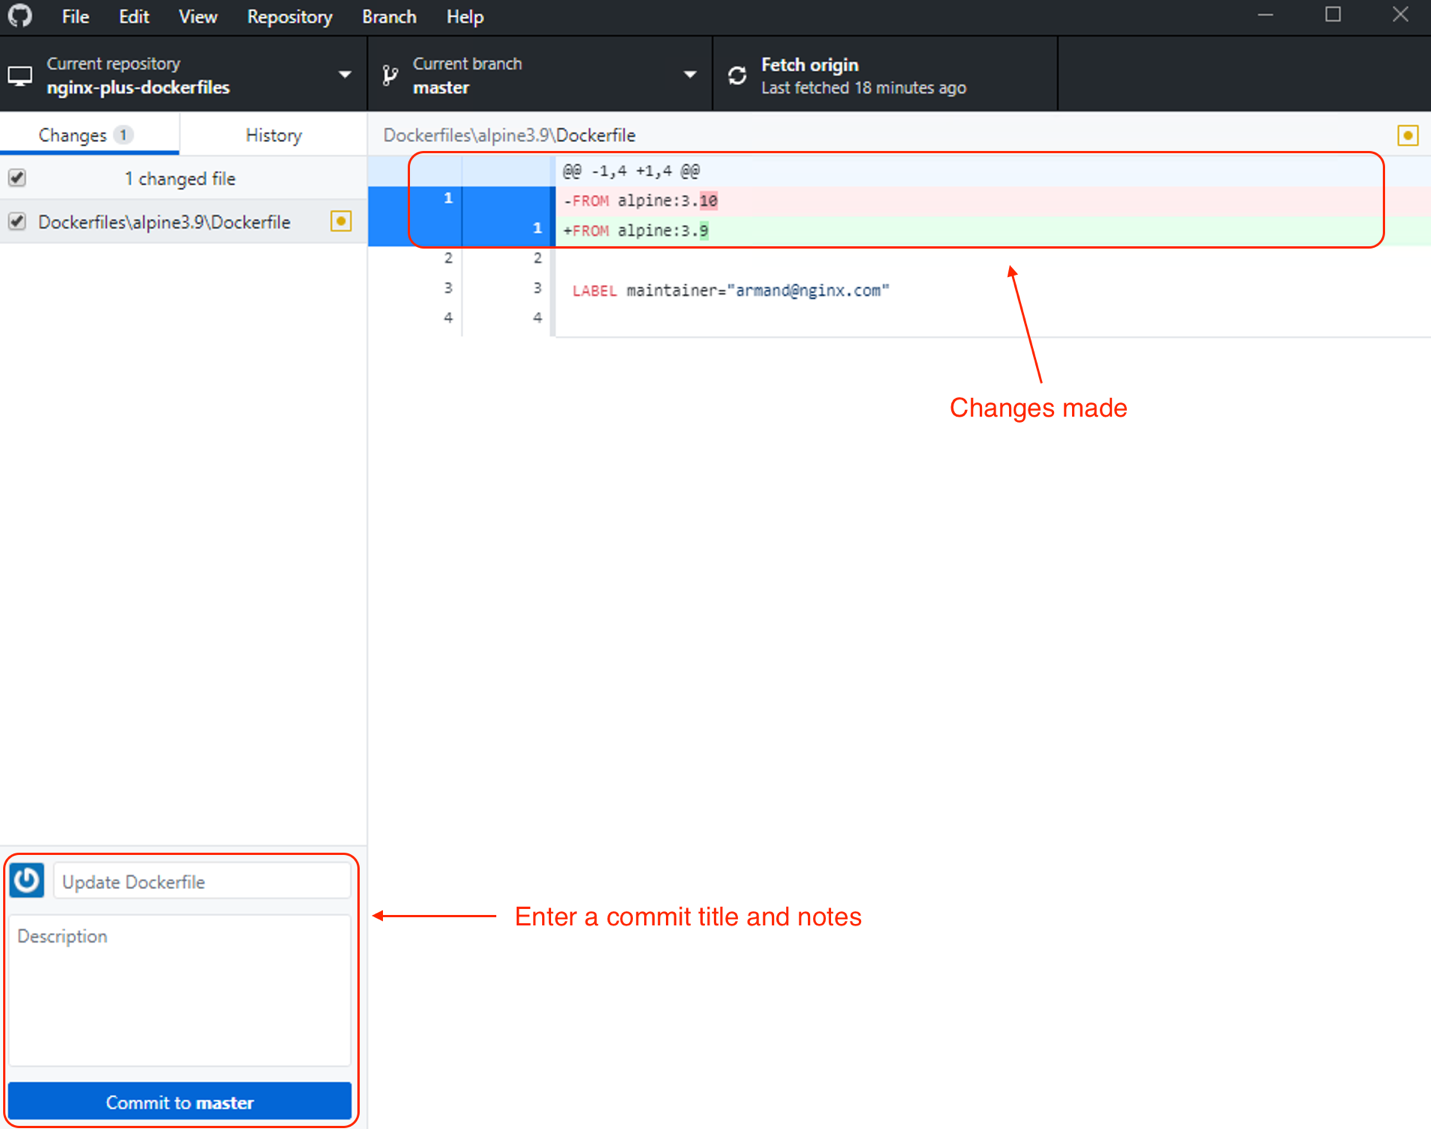 File Edit View Repository Branch Help
Current repository
nginx-plus-dockerfiles
Current branch
master
Fetch origin
Last fetched 18 minutes ago
Changes 1
History
Dockerfiles\alpine3.9\Dockerfile
1 changed file
Dockerfiles\alpine3.9\Dockerfile
@@ -1,4 +1,4 @@
1 -FROM alpine:3.10
1 +FROM alpine:3.9
2 2
3 3 LABEL maintainer="armand@nginx.com"
4 4
Changes made
Update Dockerfile
Description
Enter a commit title and notes
Commit to master